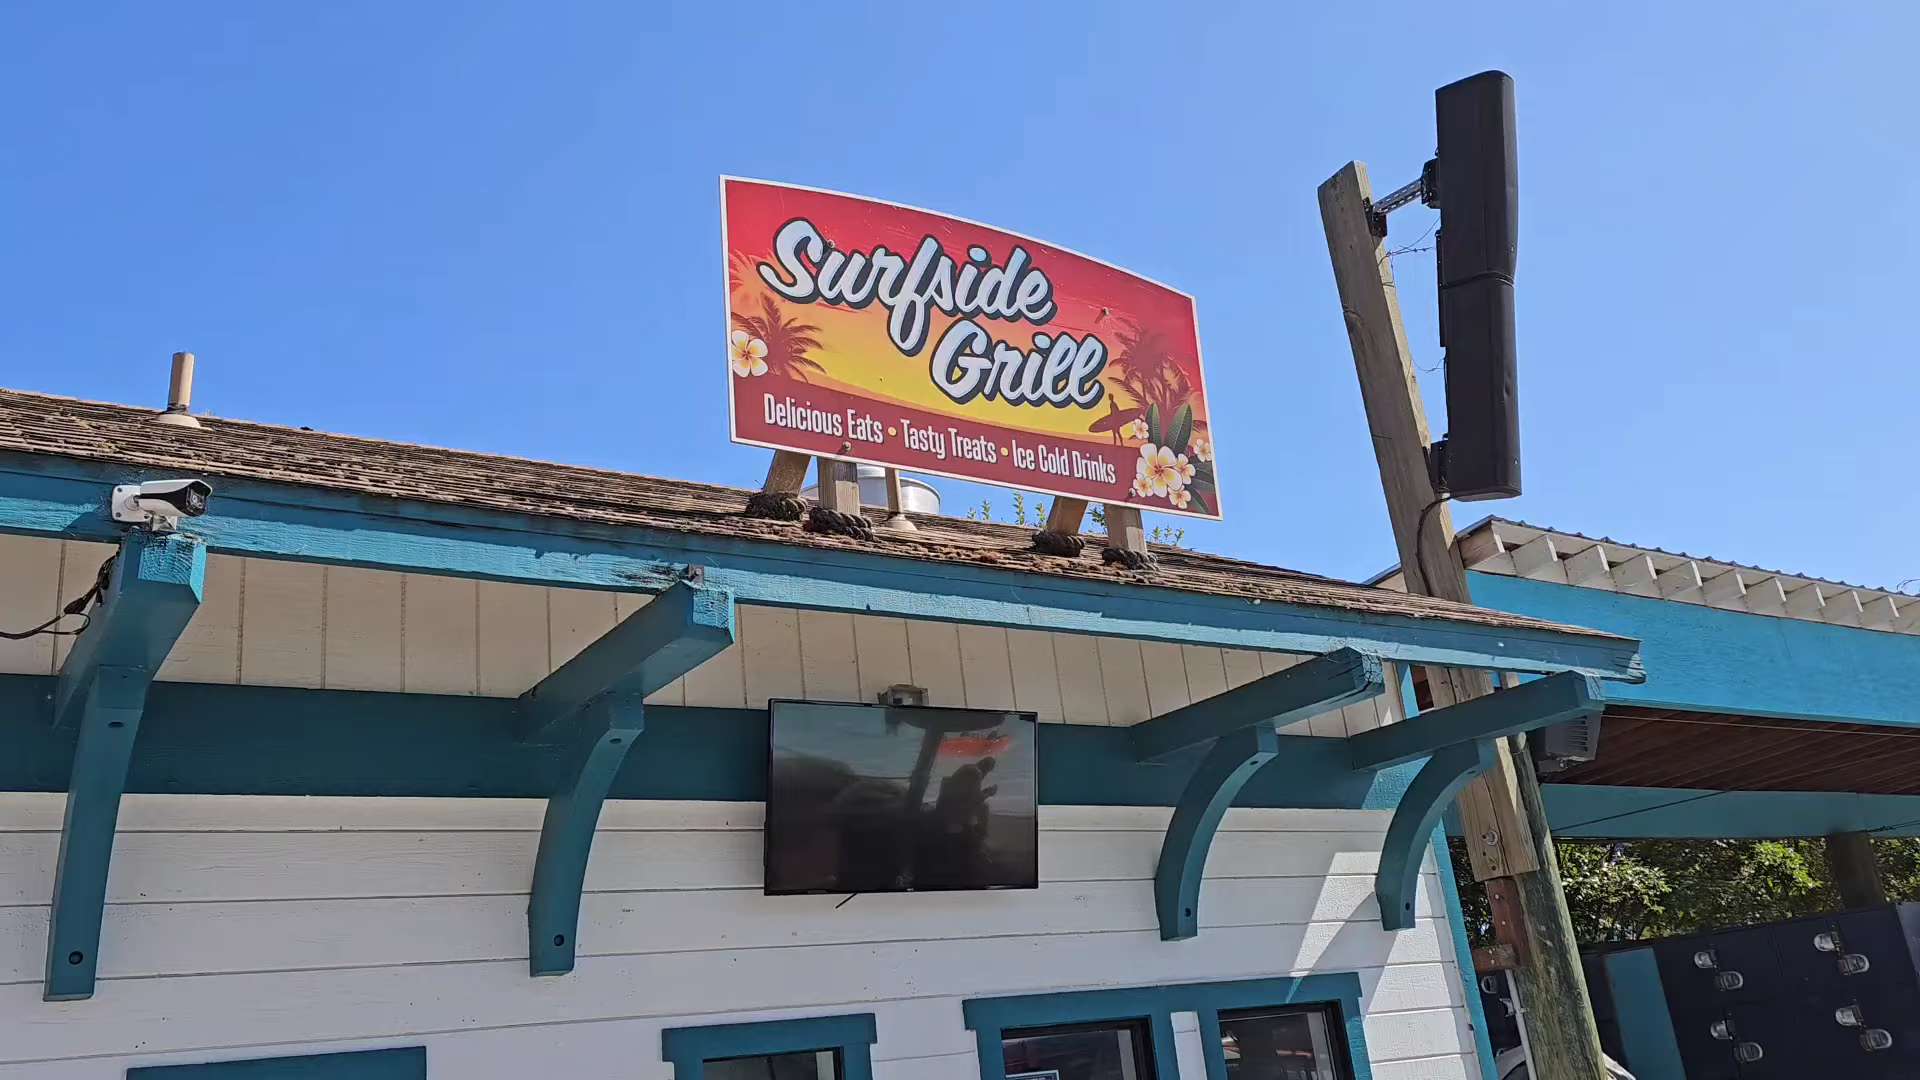 Surfside
Grill
Delicious Eats • Tasty Treats • Ice Cold Drinks